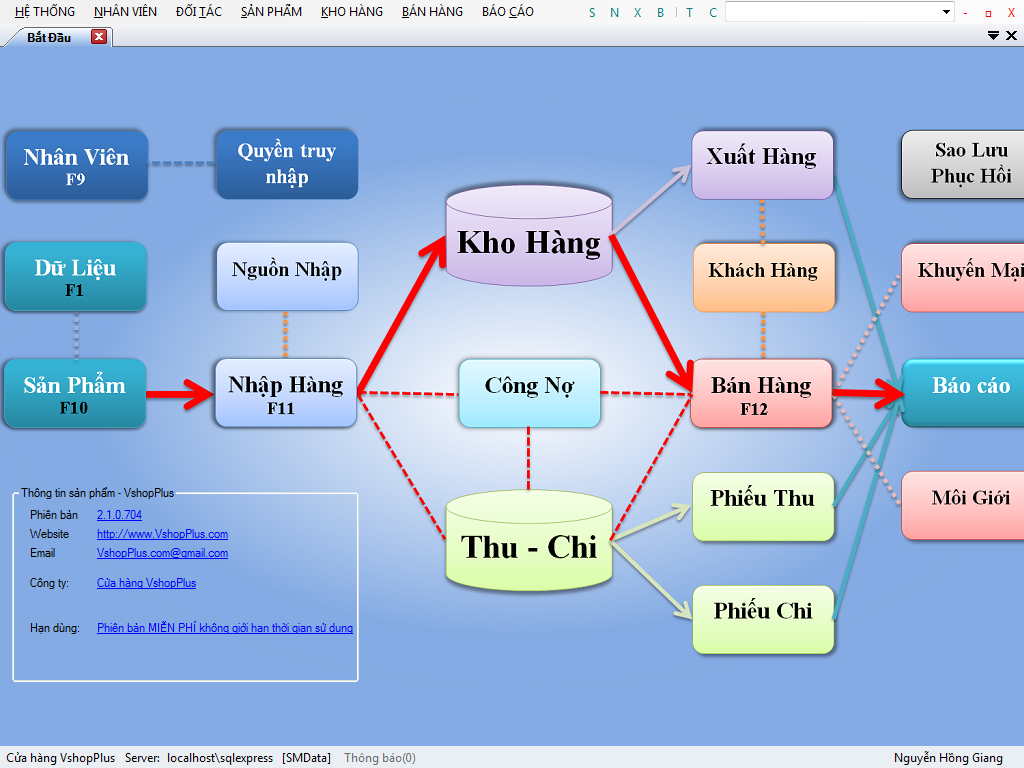 HỆ THỐNG NHÂN VIÊN ĐỐI TÁC SẢN PHẨM KHO HÀNG BÁN HÀNG BÁO CÁO S N X B T C - X
Bắt Đầu
Nhân Viên
F9
Quyền truy
nhập
Xuất Hàng
Sao Lưu
Phục Hồi
Kho Hàng
Dữ Liệu
F1
Nguồn Nhập
Khách Hàng
Khuyến Mại
Sản Phẩm
F10
Nhập Hàng
F11
Công Nợ
Bán Hàng
F12
Báo cáo
Thông tin sản phẩm - VshopPlus
Phiên bản 2.1.0.704
Website http://www.VshopPlus.com
Email VshopPlus.com@gmail.com
Công ty: Cửa hàng VshopPlus
Hạn dùng: Phiên bản MIỄN PHÍ không giới hạn thời gian sử dụng
Thu - Chi
Phiếu Thu
Môi Giới
Phiếu Chi
Cửa hàng VshopPlus Server: localhost\sqlexpress [SMData] Thông báo(0) Nguyễn Hồng Giang